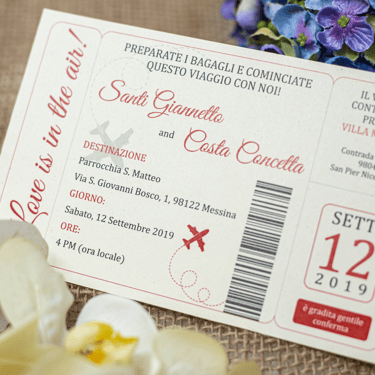 Love is in the air!
PREPARATE I BAGAGLI E COMINCIATE
QUESTO VIAGGIO CON NOI!
Santi Giannetto
and
Costa Concetta
DESTINAZIONE
Parrocchia S. Matteo
Via S. Giovanni Bosco, 1, 98122 Messina
GIORNO:
Sabato, 12 Settembre 2019
ORE:
4 PM (ora locale)
IL V
CONT
PR
VILLA M
Contrada
9804
San Pier Nice
SETT
12
2019
è gradita gentile
conferma